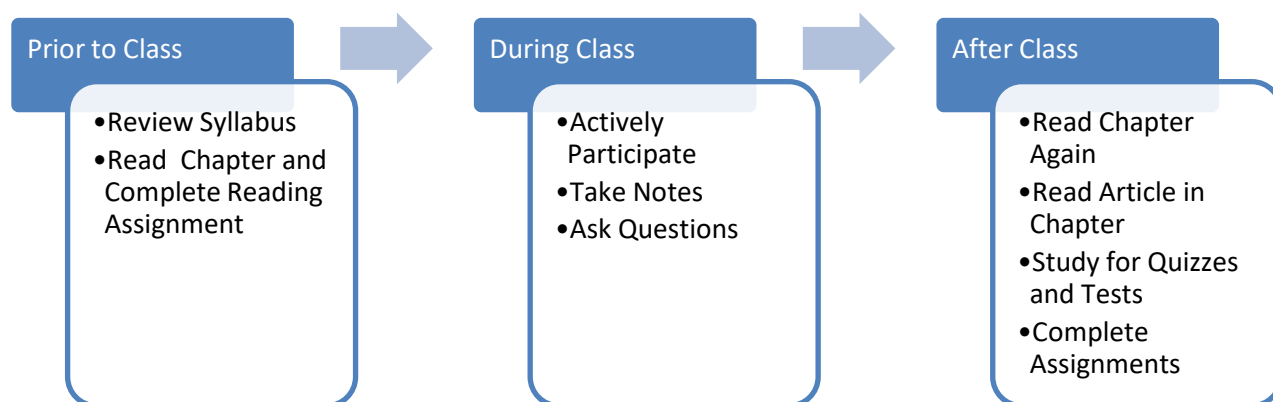 Prior to Class
•Review Syllabus
•Read  Chapter and
Complete Reading
Assignment
During Class
•Actively
Participate
•Take Notes
•Ask Questions
After Class
•Read Chapter
Again
•Read Article in
Chapter
•Study for Quizzes
and Tests
•Complete
Assignments